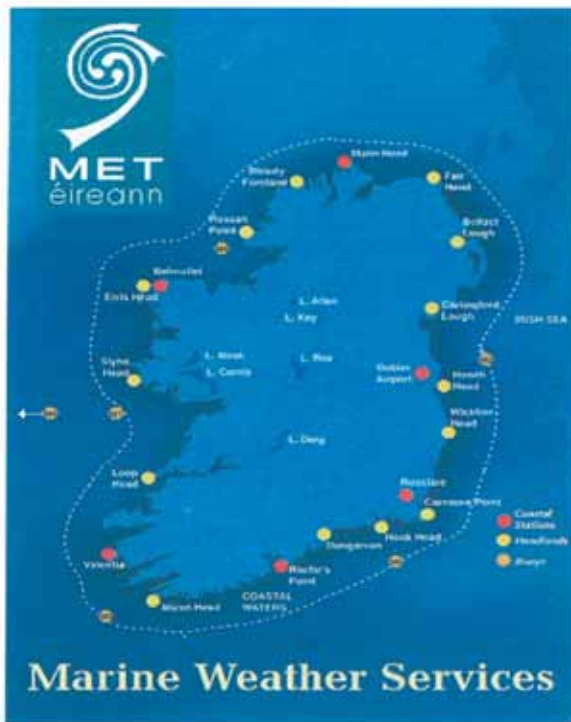 MET
éireann
Malin Head
Bloody
Foreland
Fair
Head
Rossan
Point
Belfast
Lough
Belmullet
Erris Head
L. Allen
L. Key
Carlingford
Lough
IRISH SEA
Slyne
Head
L. Mask
L. Corrib
L. Ree
Dublin
Airport
Howth
Head
Wicklow
Head
L. Derg
Loop
Head
Rosslare
Carnsore Point
Hook Head
Dungarvan
Valentia
Roche's
Point
Mizen Head
COASTAL
WATERS
Coastal
Stations
Headlands
Buoys
Marine Weather Services